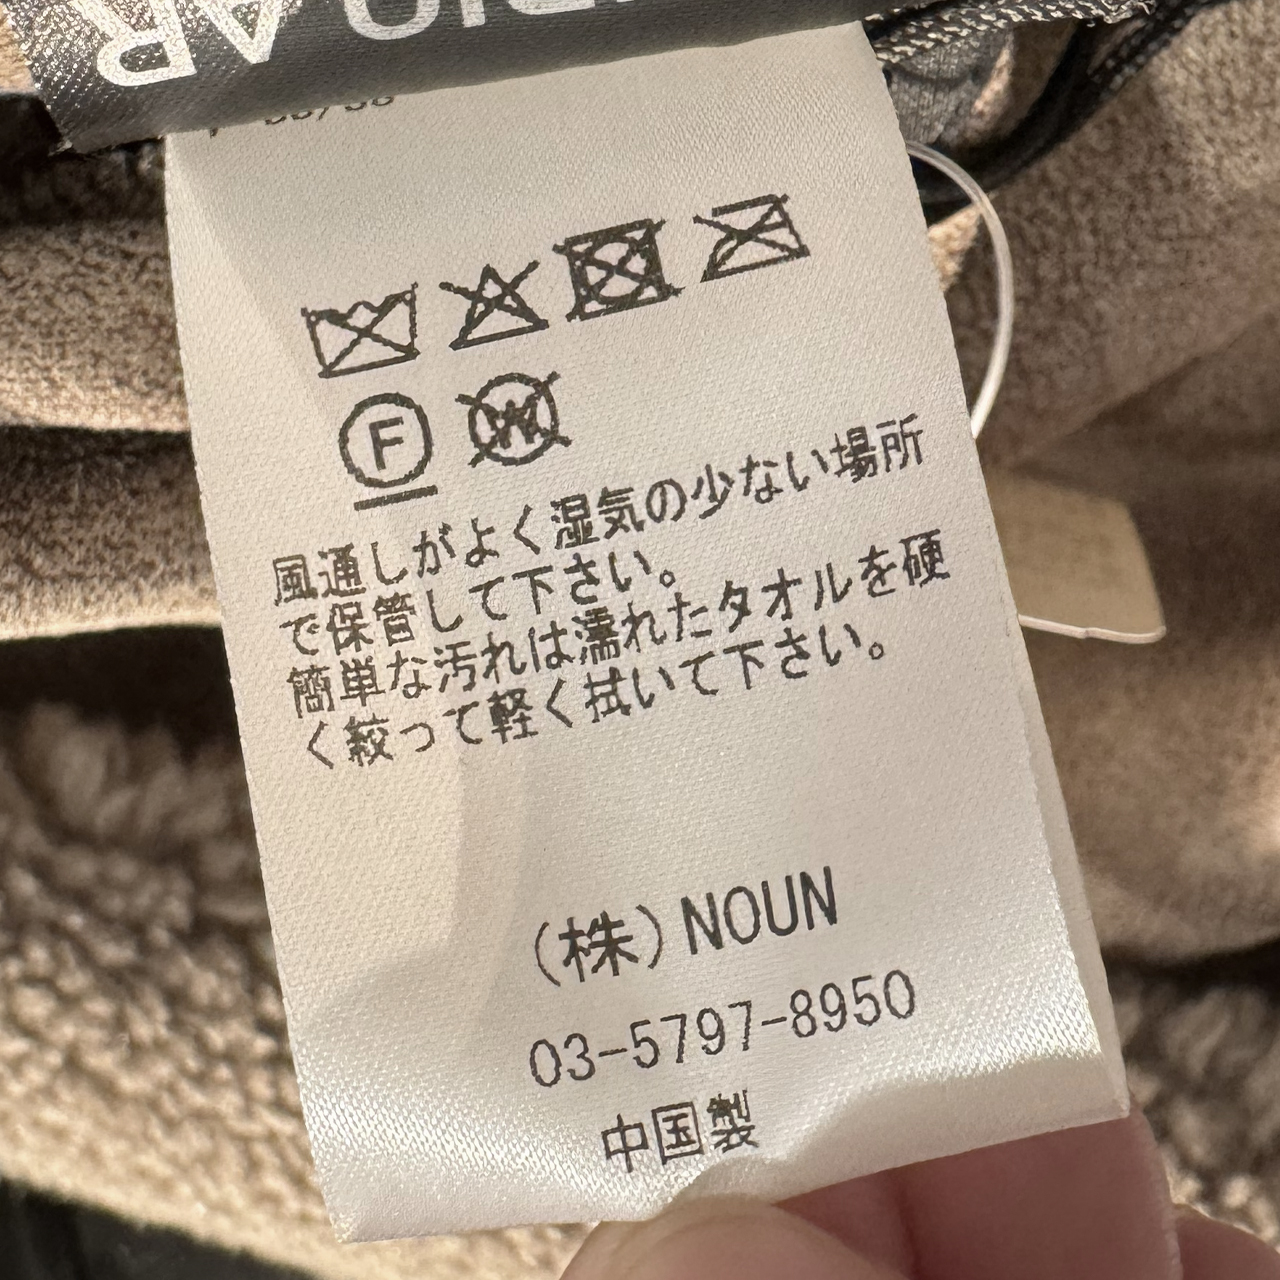 風通しがよく湿気の少ない場所
で保管して下さい。
簡単な汚れは濡れたタオルを硬
く絞って軽く拭いて下さい。
(株)NOUN
03-5797-8950
中国製
F
W